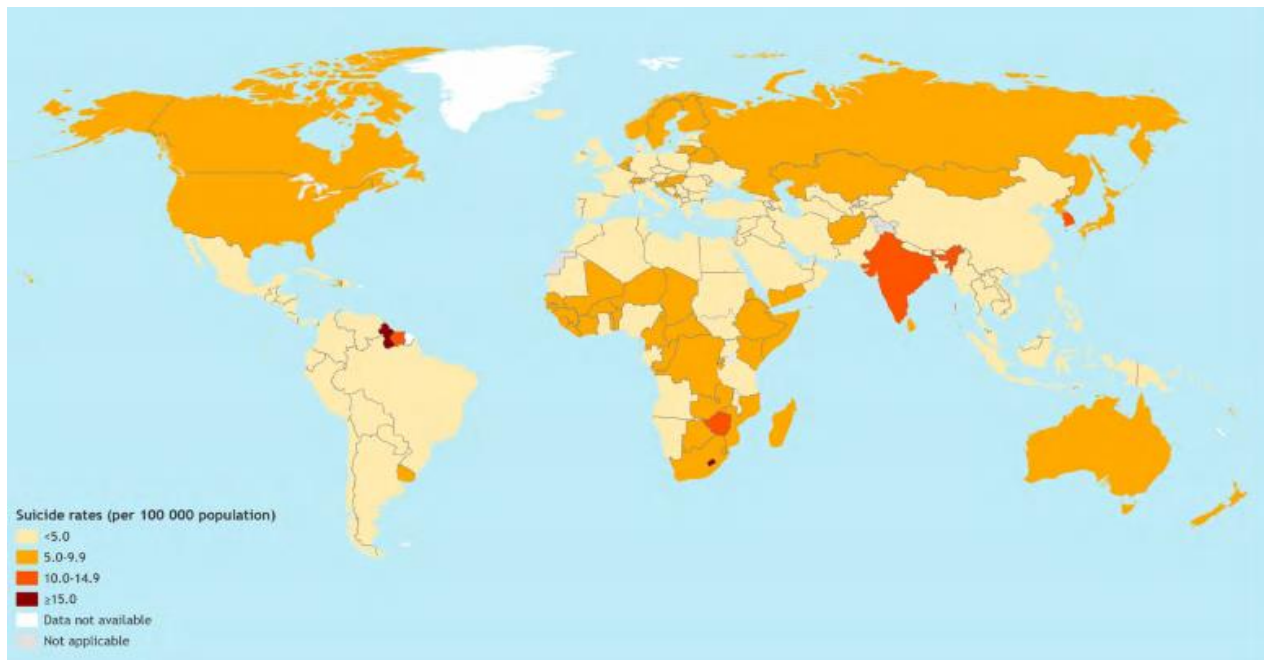 Suicide rates (per 100 000 population)
<5.0
5.0-9.9
10.0-14.9
≥15.0
Data not available
Not applicable